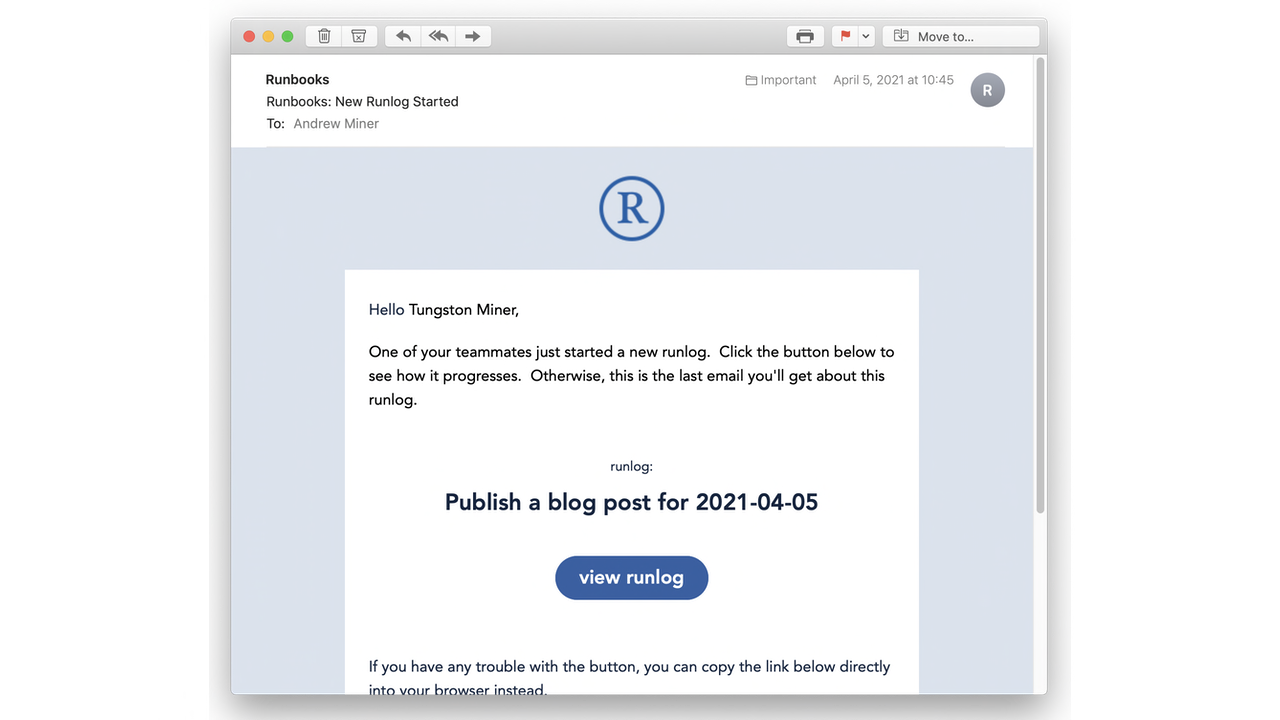 Move to...
Runbooks
Important April 5, 2021 at 10:45
R
Runbooks: New Runlog Started
To: Andrew Miner
R
Hello Tungston Miner,
One of your teammates just started a new runlog. Click the button below to
see how it progresses. Otherwise, this is the last email you'll get about this
runlog.
runlog:
Publish a blog post for 2021-04-05
view runlog
If you have any trouble with the button, you can copy the link below directly
into your browser instead.